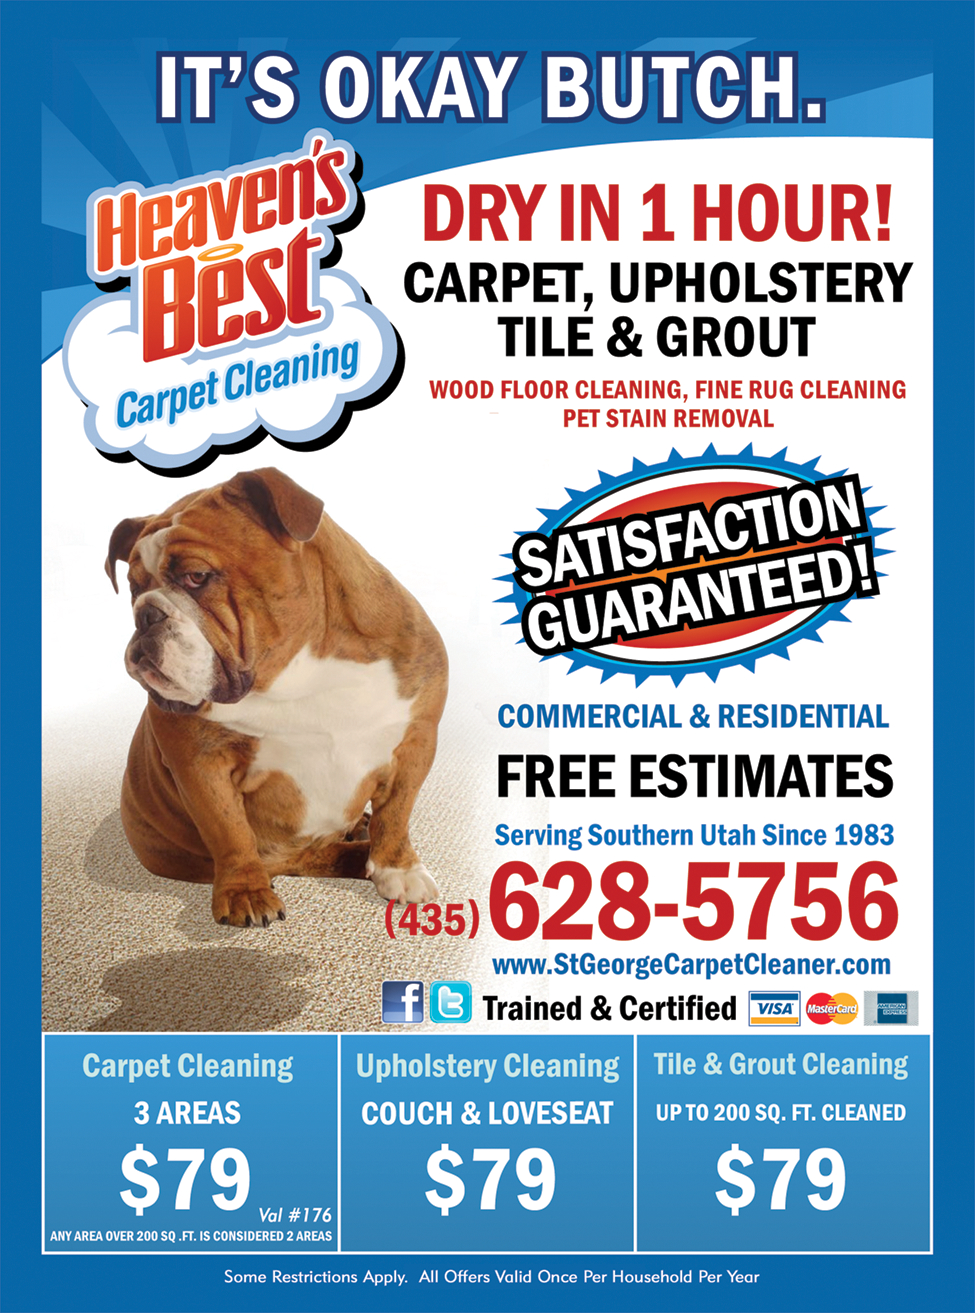 IT'S OKAY BUTCH.
Heaven's
Best
Carpet Cleaning
DRY IN 1 HOUR!
CARPET, UPHOLSTERY
TILE & GROUT
WOOD FLOOR CLEANING, FINE RUG CLEANING
PET STAIN REMOVAL
SATISFACTION
GUARANTEED!
COMMERCIAL & RESIDENTIAL
FREE ESTIMATES
Serving Southern Utah Since 1983
(435) 628-5756
www.StGeorgeCarpetCleaner.com
f t Trained & Certified VISA MasterCard AMERICAN EXPRESS
Carpet Cleaning
3 AREAS
$79
Val #176
ANY AREA OVER 200 SQ .FT. IS CONSIDERED 2 AREAS
Upholstery Cleaning
COUCH & LOVESEAT
$79
Tile & Grout Cleaning
UP TO 200 SQ. FT. CLEANED
$79
Some Restrictions Apply. All Offers Valid Once Per Household Per Year